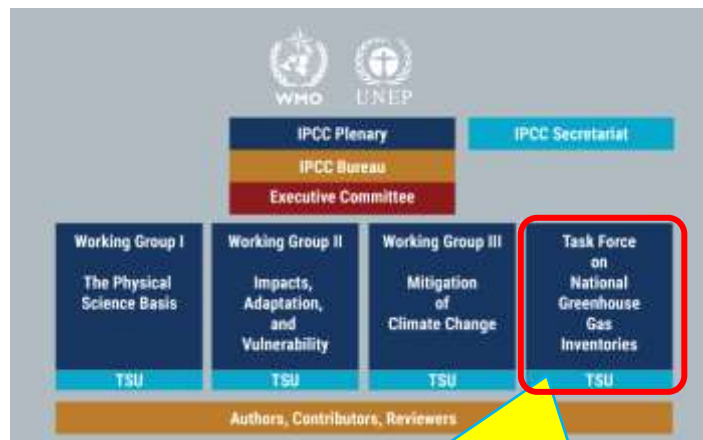 WMO
UNEP
IPCC Plenary
IPCC Secretariat
IPCC Bureau
Executive Committee
Working Group I
The Physical
Science Basis
TSU
Working Group II
Impacts,
Adaptation,
and
Vulnerability
TSU
Working Group III
Mitigation
of
Climate Change
TSU
Task Force
on
National
Greenhouse
Gas
Inventories
TSU
Authors, Contributors, Reviewers